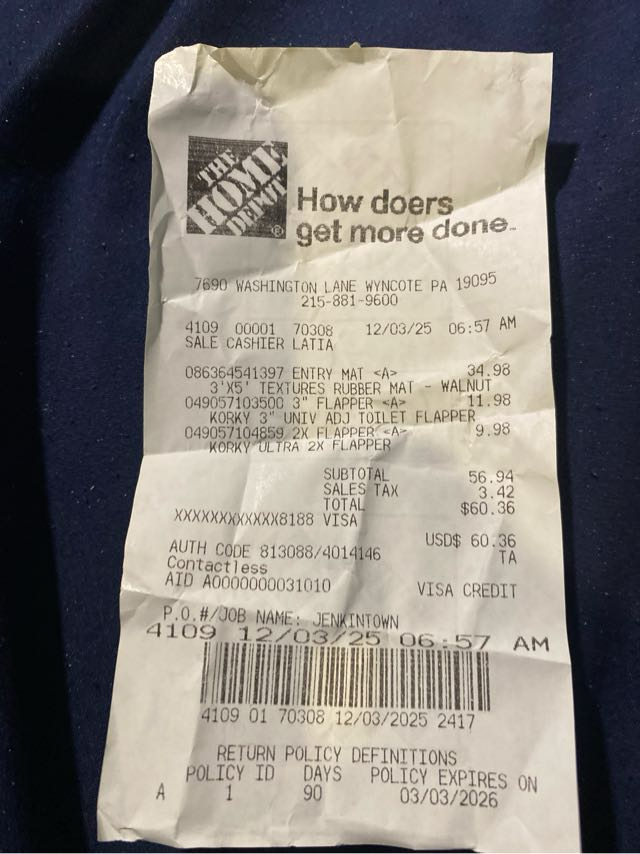 THE
HOME
DEPOT®
How doers
get more done™
7690 WASHINGTON LANE WYNCOTE PA 19095
215-881-9600
4109 00001 70308 12/03/25 06:57 AM
SALE CASHIER LATIA
086364541397 ENTRY MAT <A> 34.98
3'X5' TEXTURES RUBBER MAT - WALNUT
049057103500 3" FLAPPER <A> 11.98
KORKY 3" UNIV ADJ TOILET FLAPPER
049057104859 2X FLAPPER <A> 9.98
KORKY ULTRA 2X FLAPPER
SUBTOTAL 56.94
SALES TAX 3.42
TOTAL $60.36
XXXXXXXXXXXX8188 VISA
USD$ 60.36
AUTH CODE 813088/4014146 TA
Contactless
AID A0000000031010 VISA CREDIT
P.O.#/JOB NAME: JENKINTOWN
4109 12/03/25 06:57 AM
4109 01 70308 12/03/2025 2417
RETURN POLICY DEFINITIONS
POLICY ID DAYS POLICY EXPIRES ON
A 1 90 03/03/2026